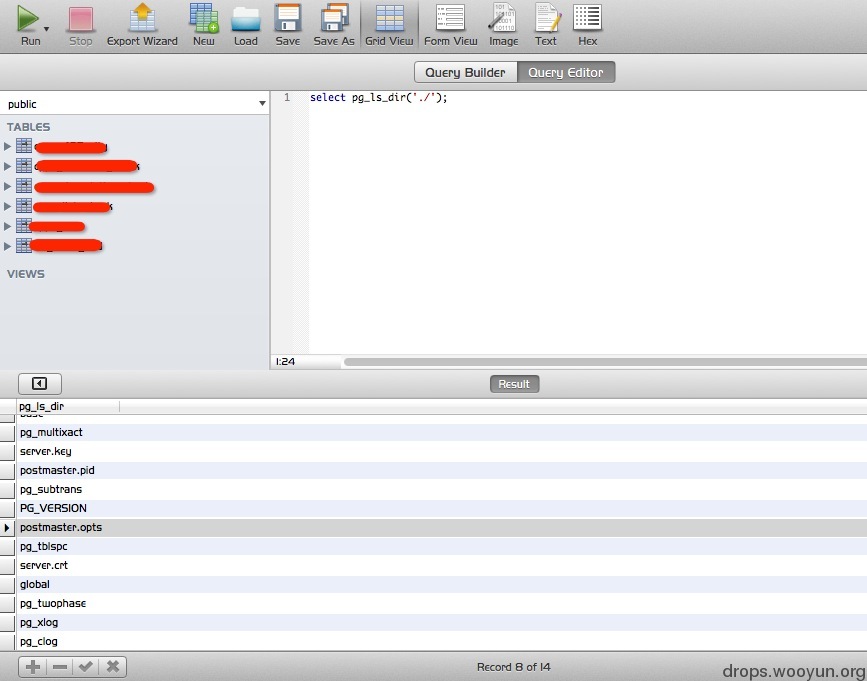 Run
Stop
Export Wizard
New
Load
Save
Save As
Grid View
Form View
Image
Text
Hex
Query Builder
Query Editor
public
1 select pg_ls_dir('./');
TABLES
VIEWS
1:24
Result
pg_ls_dir
base
pg_multixact
server.key
postmaster.pid
pg_subtrans
PG_VERSION
postmaster.opts
pg_tblspc
server.crt
global
pg_twophase
pg_xlog
pg_clog
Record 8 of 14
drops.wooyun.org